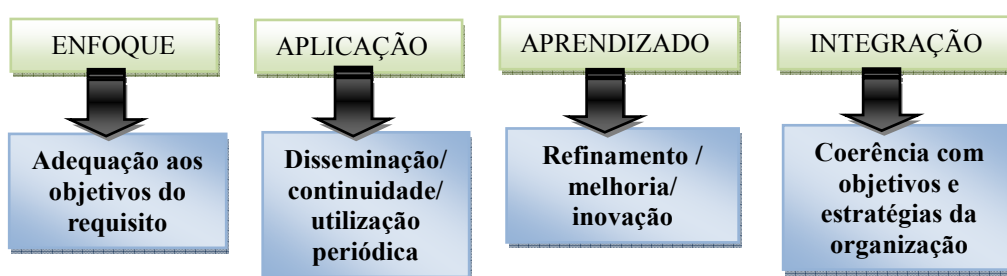 ENFOQUE
Adequação aos
objetivos do
requisito
APLICAÇÃO
Disseminação/
continuidade/
utilização
periódica
APRENDIZADO
Refinamento /
melhoria/
inovação
INTEGRAÇÃO
Coerência com
objetivos e
estratégias da
organização